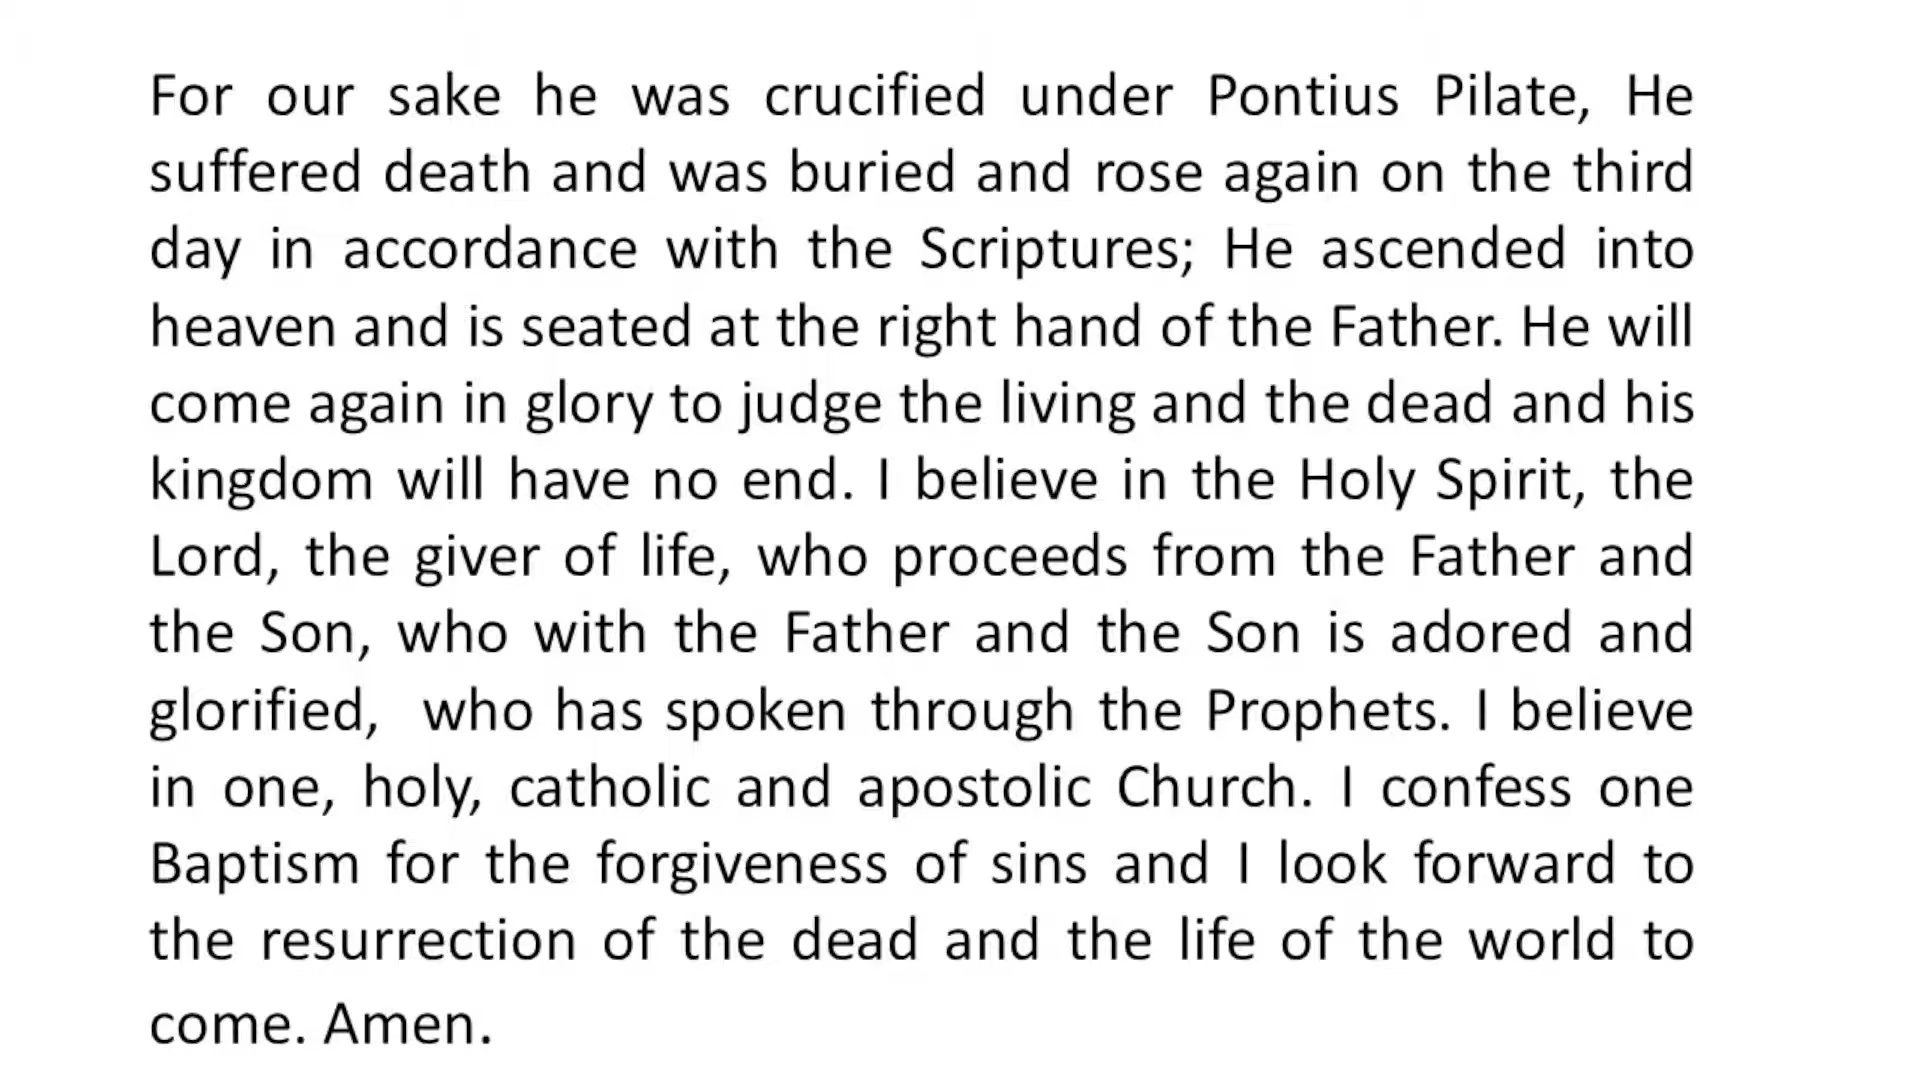 For our sake he was crucified under Pontius Pilate, He
suffered death and was buried and rose again on the third
day in accordance with the Scriptures; He ascended into
heaven and is seated at the right hand of the Father. He will
come again in glory to judge the living and the dead and his
kingdom will have no end. I believe in the Holy Spirit, the
Lord, the giver of life, who proceeds from the Father and
the Son, who with the Father and the Son is adored and
glorified,  who has spoken through the Prophets. I believe
in one, holy, catholic and apostolic Church. I confess one
Baptism for the forgiveness of sins and I look forward to
the resurrection of the dead and the life of the world to
come. Amen.